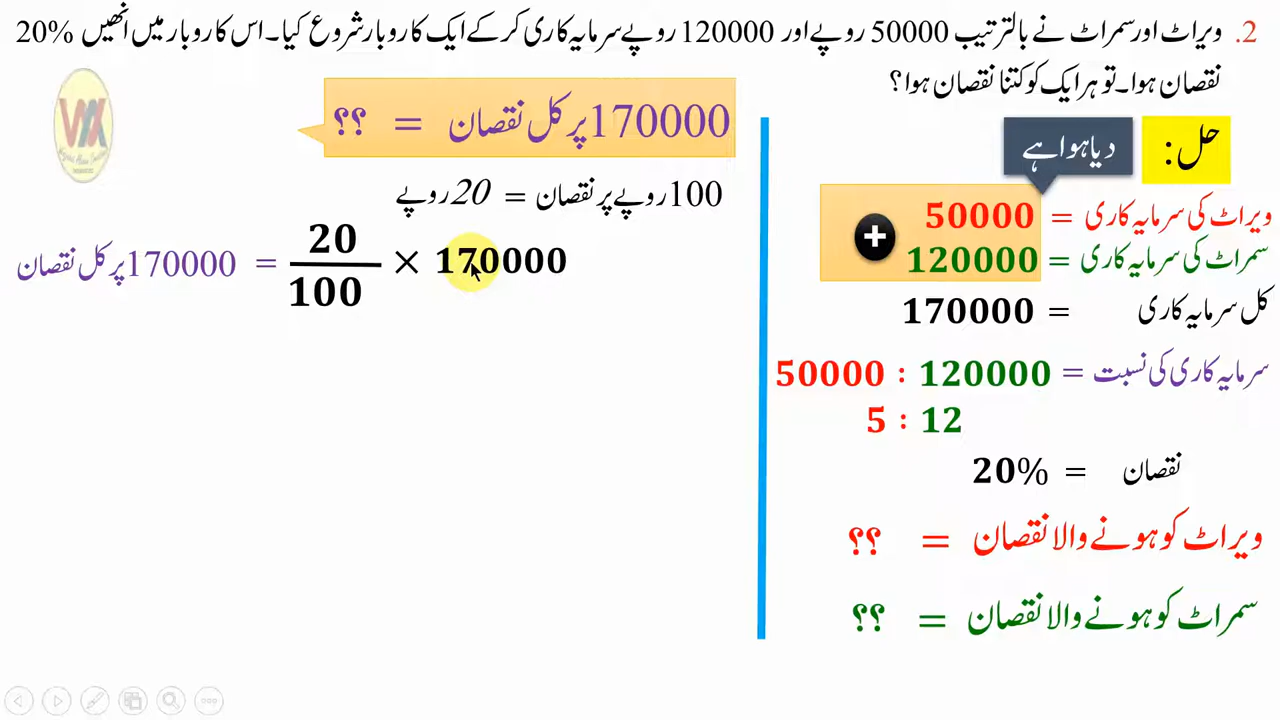 2. ویراٹ اور سمراٹ نے بالترتیب 50000 روپے اور 120000 روپے سرمایہ کاری کر کے ایک کاروبار شروع کیا۔ اس کاروبار میں انھیں 20%
نقصان ہوا۔ تو ہر ایک کو کتنا نقصان ہوا؟
حل:
دیا ہوا ہے
ویراٹ کی سرمایہ کاری = 50000
+
سمراٹ کی سرمایہ کاری = 120000
کل سرمایہ کاری = 170000
سرمایہ کاری کی نسبت = 50000 : 120000
5 : 12
نقصان = 20%
ویراٹ کو ہونے والا نقصان = ؟؟
سمراٹ کو ہونے والا نقصان = ؟؟
170000 پر کل نقصان = ؟؟
100 روپے پر نقصان = 20 روپے
170000 پر کل نقصان = 20/100 × 170000